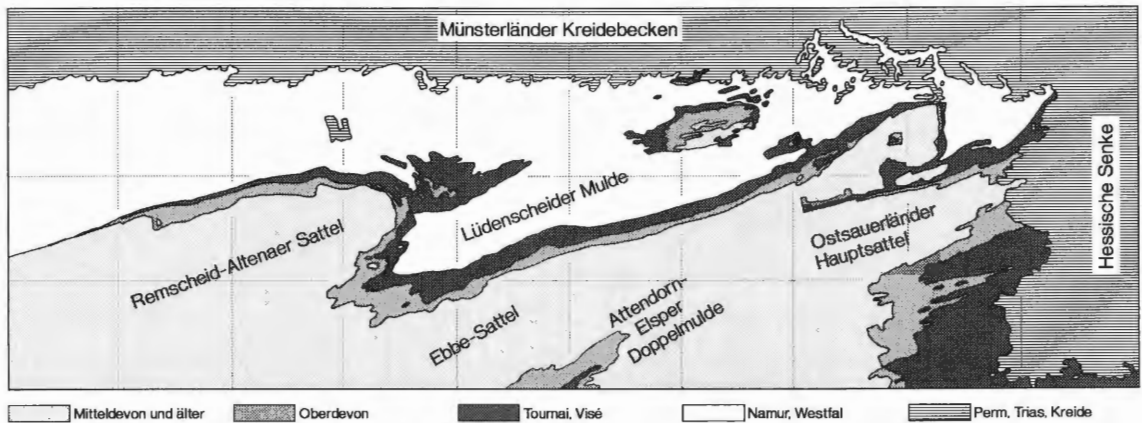 Münsterländer Kreidebecken
Hessische Senke
Lüdenscheider Mulde
Remscheid-Altenaer Sattel
Ostsauerländer
Hauptsattel
Ebbe-Sattel
Attendorn-
Elsper
Doppelmulde
Mitteldevon und älter
Oberdevon
Tournai, Visé
Namur, Westfal
Perm, Trias, Kreide